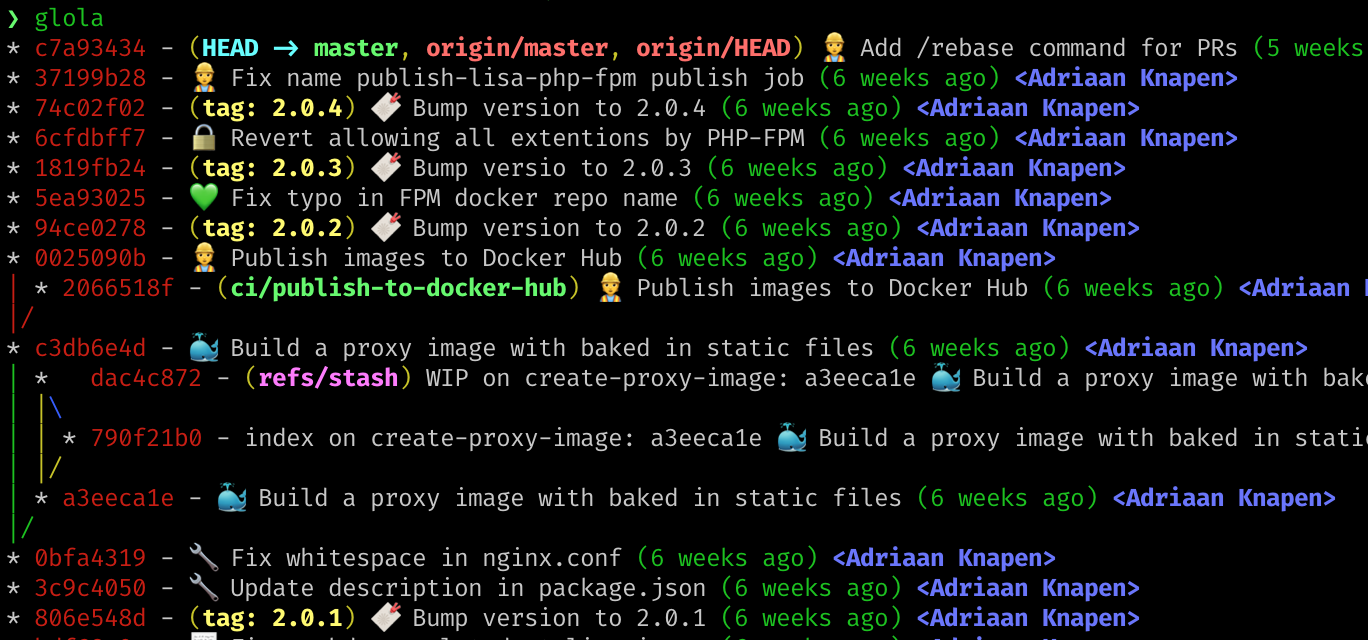 ❯ glola
* c7a93434 - (HEAD -> master, origin/master, origin/HEAD) 👷 Add /rebase command for PRs (5 weeks
* 37199b28 - 👷 Fix name publish-lisa-php-fpm publish job (6 weeks ago) <Adriaan Knapen>
* 74c02f02 - (tag: 2.0.4) 🔖 Bump version to 2.0.4 (6 weeks ago) <Adriaan Knapen>
* 6cfdbff7 - 🔒 Revert allowing all extentions by PHP-FPM (6 weeks ago) <Adriaan Knapen>
* 1819fb24 - (tag: 2.0.3) 🔖 Bump versio to 2.0.3 (6 weeks ago) <Adriaan Knapen>
* 5ea93025 - 💚 Fix typo in FPM docker repo name (6 weeks ago) <Adriaan Knapen>
* 94ce0278 - (tag: 2.0.2) 🔖 Bump version to 2.0.2 (6 weeks ago) <Adriaan Knapen>
* 0025090b - 👷 Publish images to Docker Hub (6 weeks ago) <Adriaan Knapen>
| * 2066518f - (ci/publish-to-docker-hub) 👷 Publish images to Docker Hub (6 weeks ago) <Adriaan
|/
* c3db6e4d - 🐳 Build a proxy image with baked in static files (6 weeks ago) <Adriaan Knapen>
| *   dac4c872 - (refs/stash) WIP on create-proxy-image: a3eeca1e 🐳 Build a proxy image with
| |\
| | * 790f21b0 - index on create-proxy-image: a3eeca1e 🐳 Build a proxy image with baked in
| |/
| * a3eeca1e - 🐳 Build a proxy image with baked in static files (6 weeks ago) <Adriaan Knapen>
|/
* 0bfa4319 - 🔧 Fix whitespace in nginx.conf (6 weeks ago) <Adriaan Knapen>
* 3c9c4050 - 🔧 Update description in package.json (6 weeks ago) <Adriaan Knapen>
* 806e548d - (tag: 2.0.1) 🔖 Bump version to 2.0.1 (6 weeks ago) <Adriaan Knapen>